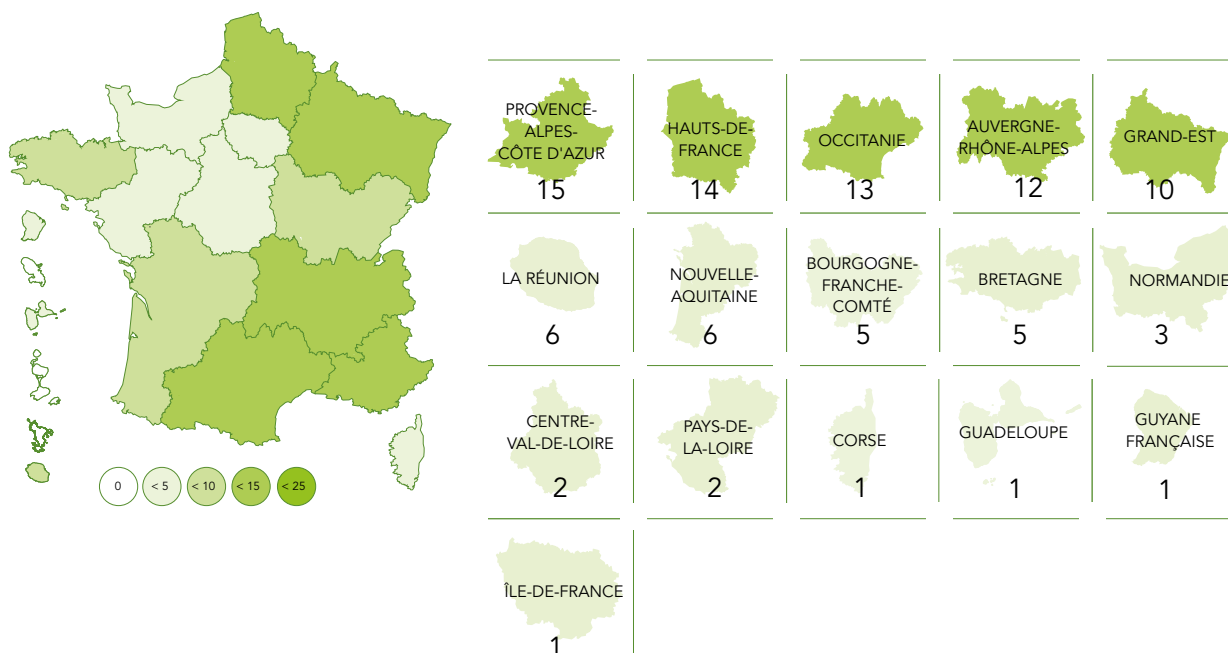 0
< 5
< 10
< 15
< 25
PROVENCE-
ALPES-
CÔTE D'AZUR
15
HAUTS-DE-
FRANCE
14
OCCITANIE
13
AUVERGNE-
RHÔNE-ALPES
12
GRAND-EST
10
LA RÉUNION
6
NOUVELLE-
AQUITAINE
6
BOURGOGNE-
FRANCHE-
COMTÉ
5
BRETAGNE
5
NORMANDIE
3
CENTRE-
VAL-DE-LOIRE
2
PAYS-DE-
LA-LOIRE
2
CORSE
1
GUADELOUPE
1
GUYANE
FRANÇAISE
1
ÎLE-DE-FRANCE
1